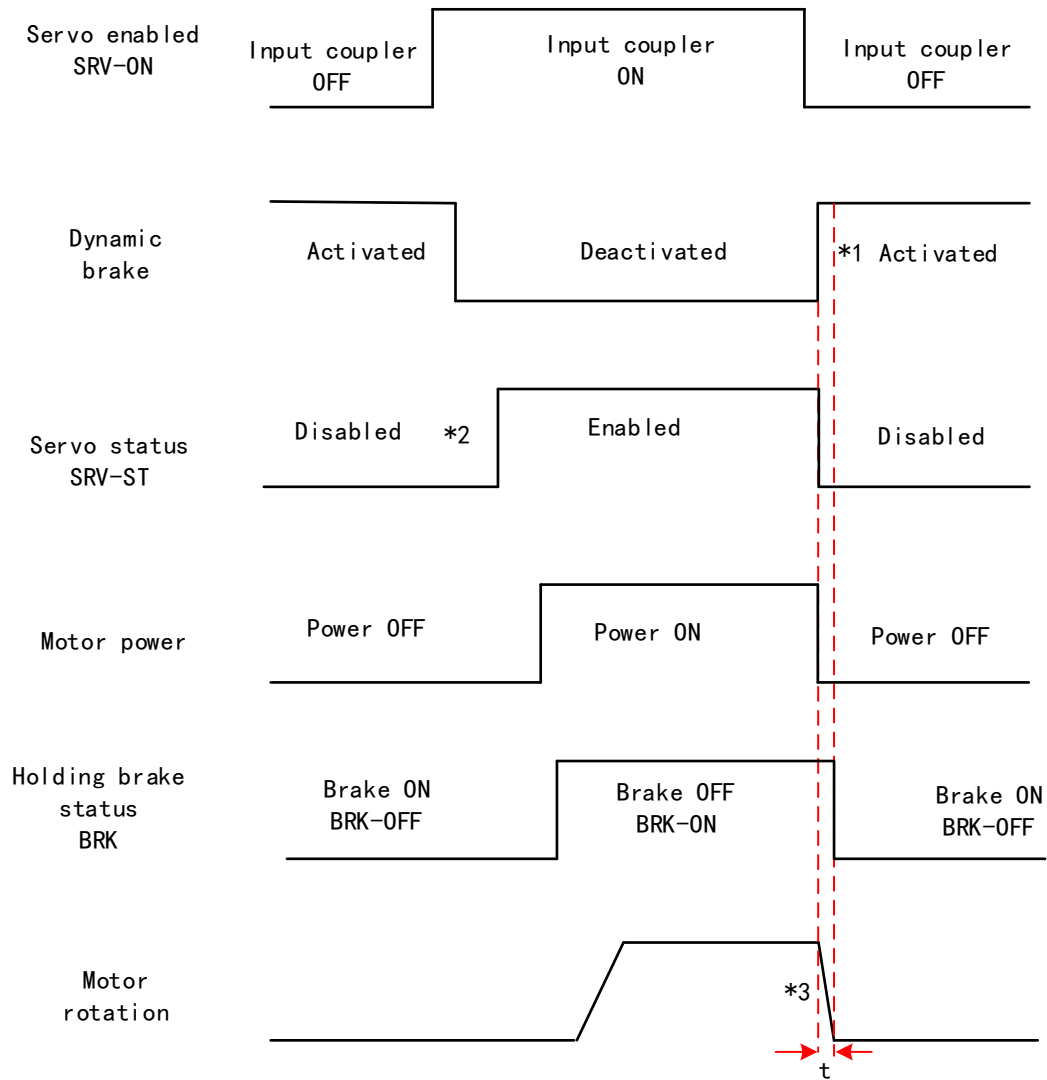 Servo enabled
SRV-ON
Input coupler
OFF
Input coupler
ON
Input coupler
OFF
Dynamic
brake
Activated
Deactivated
*1 Activated
Servo status
SRV-ST
Disabled
*2
Enabled
Disabled
Motor power
Power OFF
Power ON
Power OFF
Holding brake
status
BRK
Brake ON
BRK-OFF
Brake OFF
BRK-ON
Brake ON
BRK-OFF
Motor
rotation
*3
t